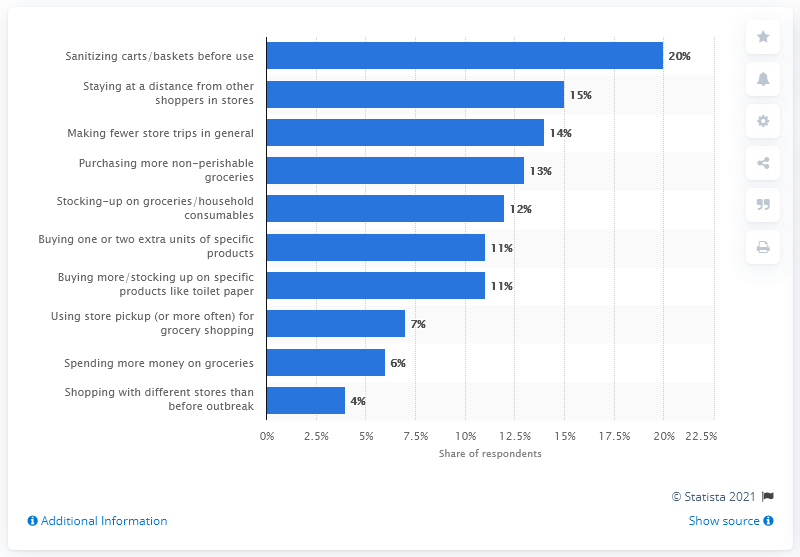 Sanitizing carts/baskets before use
20%
Staying at a distance from other
shoppers in stores
15%
Making fewer store trips in general
14%
Purchasing more non-perishable
groceries
13%
Stocking-up on groceries/household
consumables
12%
Buying one or two extra units of specific
products
11%
Buying more/stocking up on specific
products like toilet paper
11%
Using store pickup (or more often) for
grocery shopping
7%
Spending more money on groceries
6%
Shopping with different stores than
before outbreak
4%
0% 2.5% 5% 7.5% 10% 12.5% 15% 17.5% 20% 22.5%
Share of respondents
© Statista 2021
Additional Information
Show source